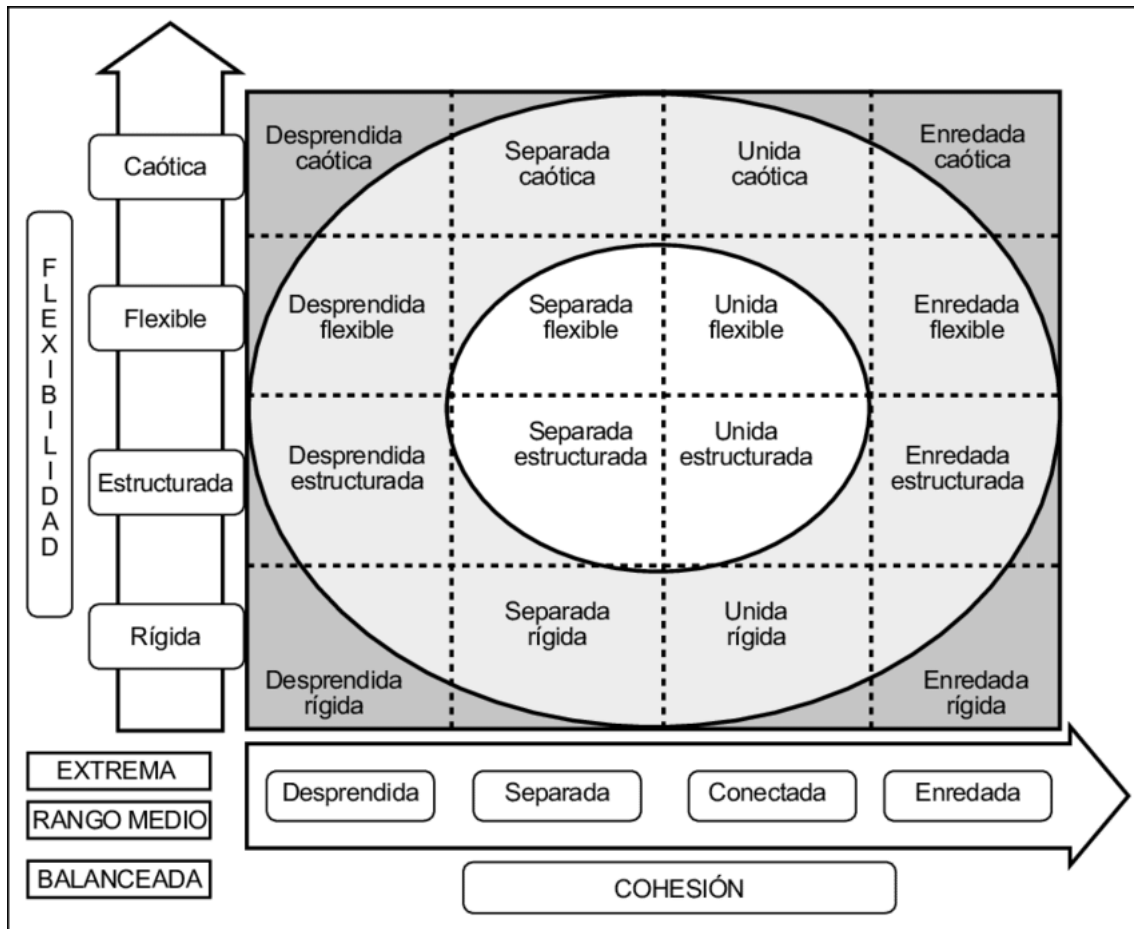 Caótica
Flexible
Estructurada
Rígida
FLEXIBILIDAD
Desprendida
caótica
Separada
caótica
Unida
caótica
Enredada
caótica
Desprendida
flexible
Separada
flexible
Unida
flexible
Enredada
flexible
Desprendida
estructurada
Separada
estructurada
Unida
estructurada
Enredada
estructurada
Desprendida
rígida
Separada
rígida
Unida
rígida
Enredada
rígida
EXTREMA
RANGO MEDIO
BALANCEADA
Desprendida
Separada
Conectada
Enredada
COHESIÓN